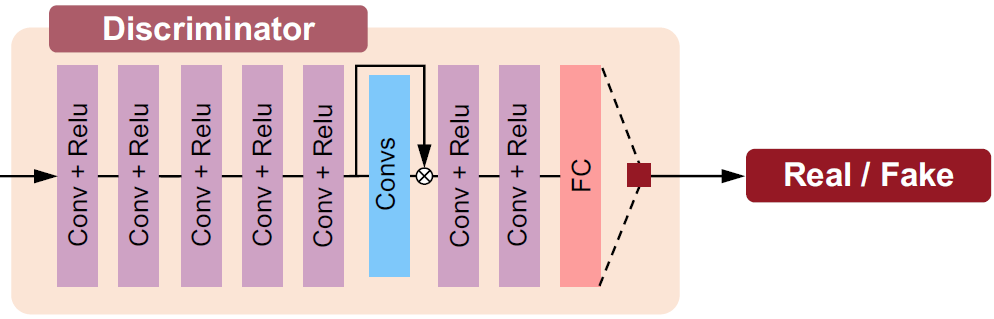 Discriminator
Conv + Relu
Conv + Relu
Conv + Relu
Conv + Relu
Conv + Relu
Convs
Conv + Relu
Conv + Relu
FC
Real / Fake